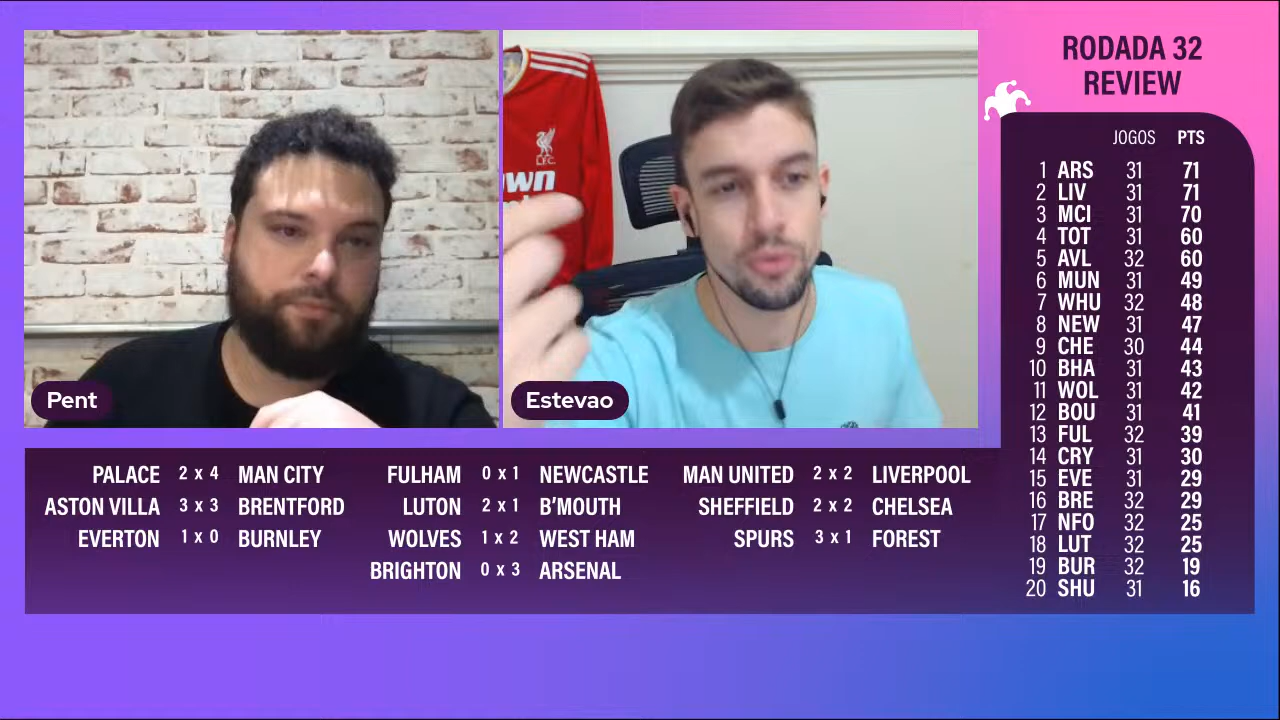 RODADA 32
REVIEW
L.F.C.
wn
Pent
Estevao
JOGOS PTS
1 ARS 31 71
2 LIV 31 71
3 MCI 31 70
4 TOT 31 60
5 AVL 32 60
6 MUN 31 49
7 WHU 32 48
8 NEW 31 47
9 CHE 30 44
10 BHA 31 43
11 WOL 31 42
12 BOU 31 41
13 FUL 32 39
14 CRY 31 30
15 EVE 31 29
16 BRE 32 29
17 NFO 32 25
18 LUT 32 25
19 BUR 32 19
20 SHU 31 16
PALACE 2 x 4 MAN CITY
ASTON VILLA 3 x 3 BRENTFORD
EVERTON 1 x 0 BURNLEY
FULHAM 0 x 1 NEWCASTLE
LUTON 2 x 1 B'MOUTH
WOLVES 1 x 2 WEST HAM
BRIGHTON 0 x 3 ARSENAL
MAN UNITED 2 x 2 LIVERPOOL
SHEFFIELD 2 x 2 CHELSEA
SPURS 3 x 1 FOREST